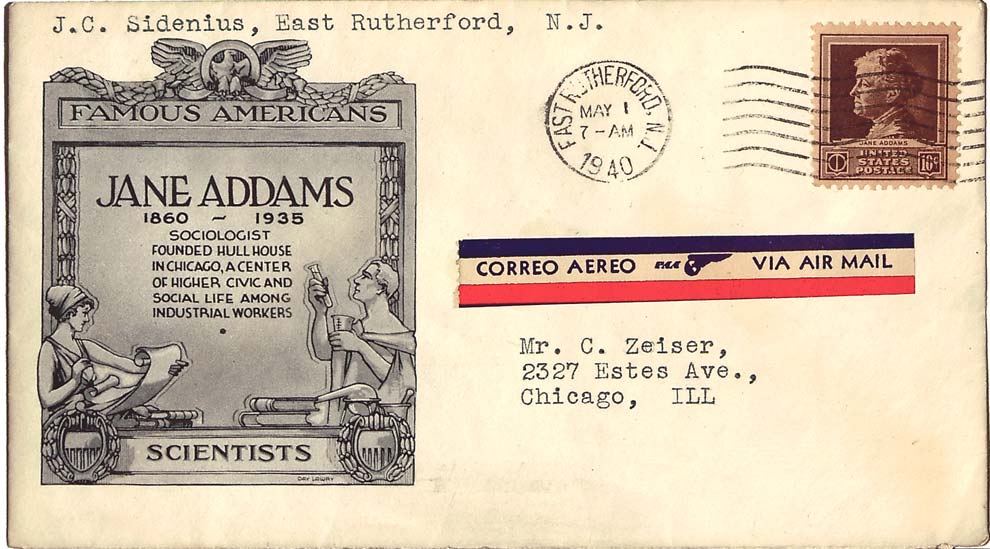 J.C. Sidenius, East Rutherford, N.J.
FAMOUS AMERICANS
JANE ADDAMS
1860 ~ 1935
SOCIOLOGIST
FOUNDED HULL HOUSE
IN CHICAGO, A CENTER
OF HIGHER CIVIC AND
SOCIAL LIFE AMONG
INDUSTRIAL WORKERS
SCIENTISTS
DAY LOWRY
EAST RUTHERFORD, N.J.
MAY 1
7-AM
1940
JANE ADDAMS
UNITED
STATES
POSTAGE
10¢
CORREO AEREO PAA VIA AIR MAIL
Mr. C. Zeiser,
2327 Estes Ave.,
Chicago, ILL